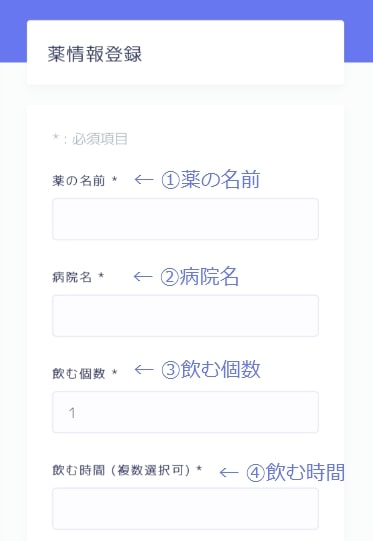 薬情報登録
* : 必須項目
薬の名前 * ← ①薬の名前
病院名 * ← ②病院名
飲む個数 * ← ③飲む個数
1
飲む時間 (複数選択可) * ← ④飲む時間